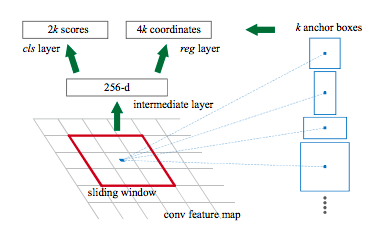 2k scores
4k coordinates
k anchor boxes
cls layer
reg layer
256-d
intermediate layer
sliding window
conv feature map